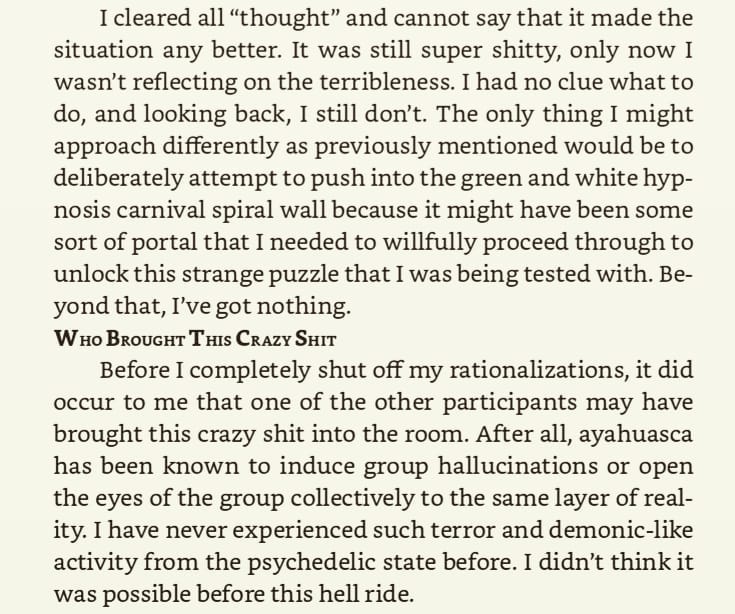 I cleared all “thought” and cannot say that it made the
situation any better. It was still super shitty, only now I
wasn’t reflecting on the terribleness. I had no clue what to
do, and looking back, I still don’t. The only thing I might
approach differently as previously mentioned would be to
deliberately attempt to push into the green and white hyp-
nosis carnival spiral wall because it might have been some
sort of portal that I needed to willfully proceed through to
unlock this strange puzzle that I was being tested with. Be-
yond that, I’ve got nothing.
Who Brought This Crazy Shit
Before I completely shut off my rationalizations, it did
occur to me that one of the other participants may have
brought this crazy shit into the room. After all, ayahuasca
has been known to induce group hallucinations or open
the eyes of the group collectively to the same layer of real-
ity. I have never experienced such terror and demonic-like
activity from the psychedelic state before. I didn’t think it
was possible before this hell ride.